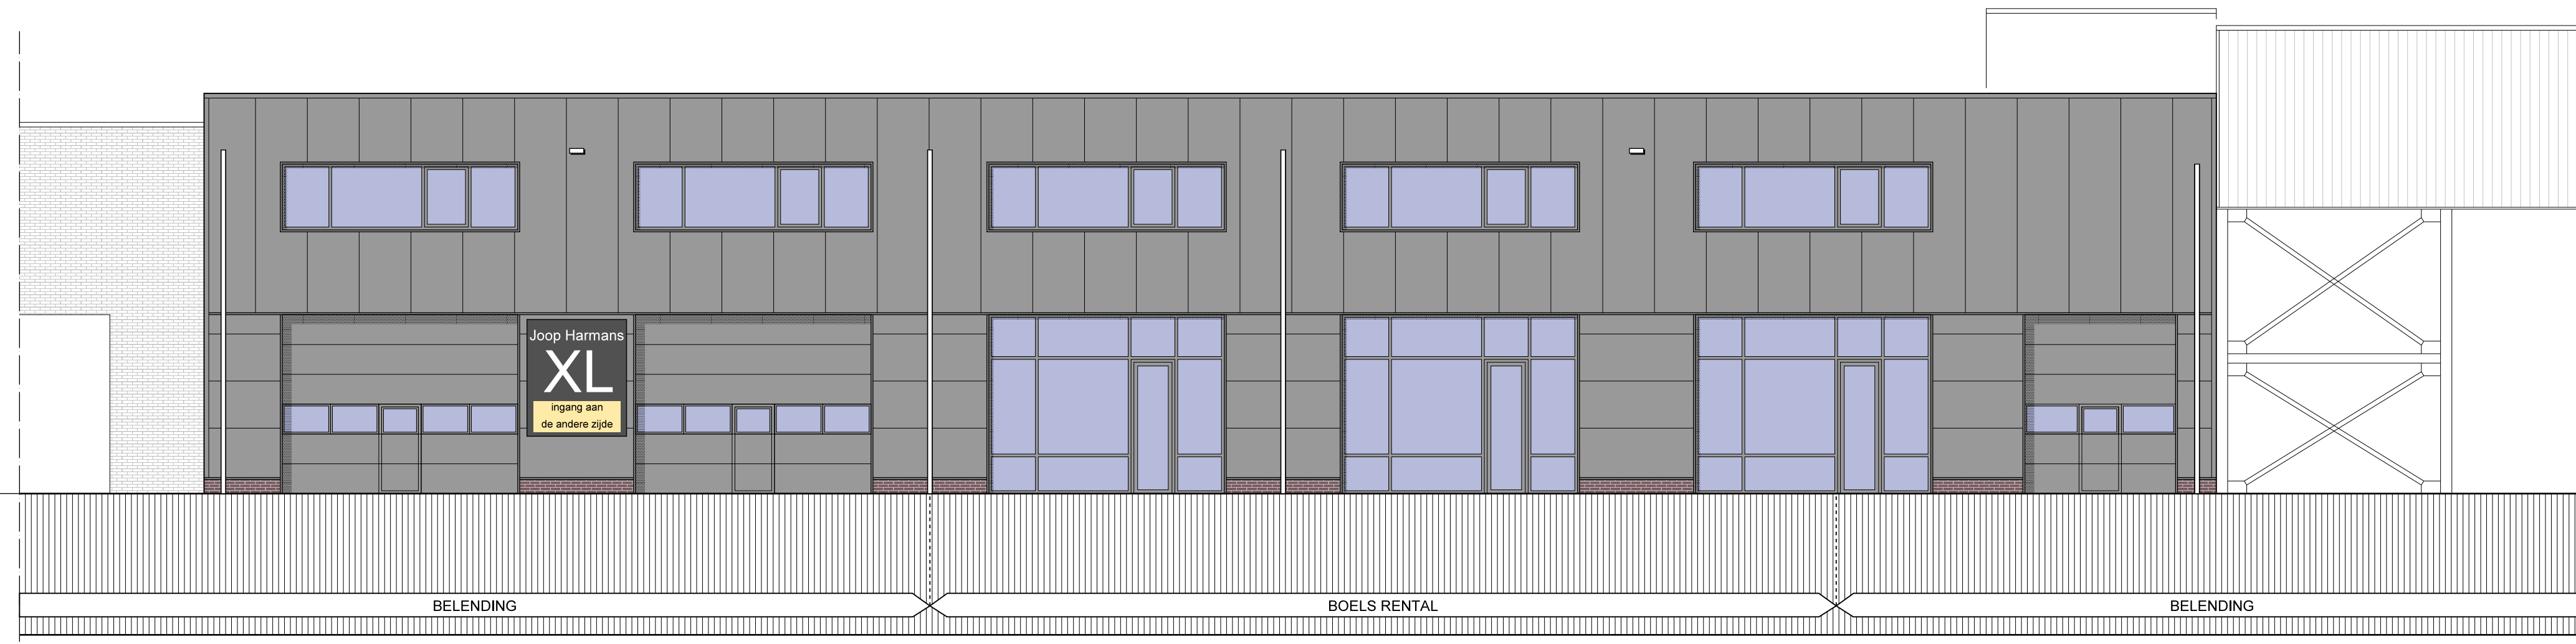 Joop Harmans
XL
ingang aan
de andere zijde
BELENDING
BOELS RENTAL
BELENDING